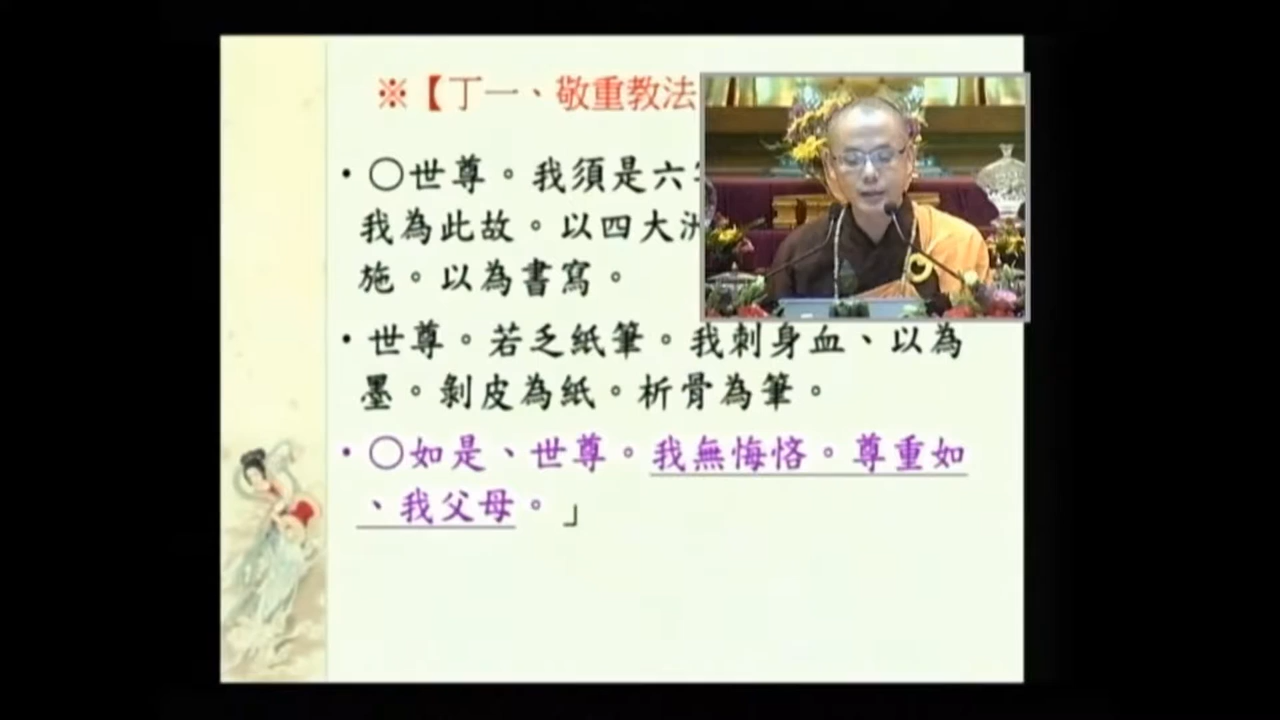 ※【丁一、敬重教法
•〇世尊。我須是六
我為此故。以四大洲
施。以為書寫。
•世尊。若乏紙筆。我刺身血、以為
墨。剝皮為紙。析骨為筆。
•〇如是、世尊。我無悔悋。尊重如
、我父母。」